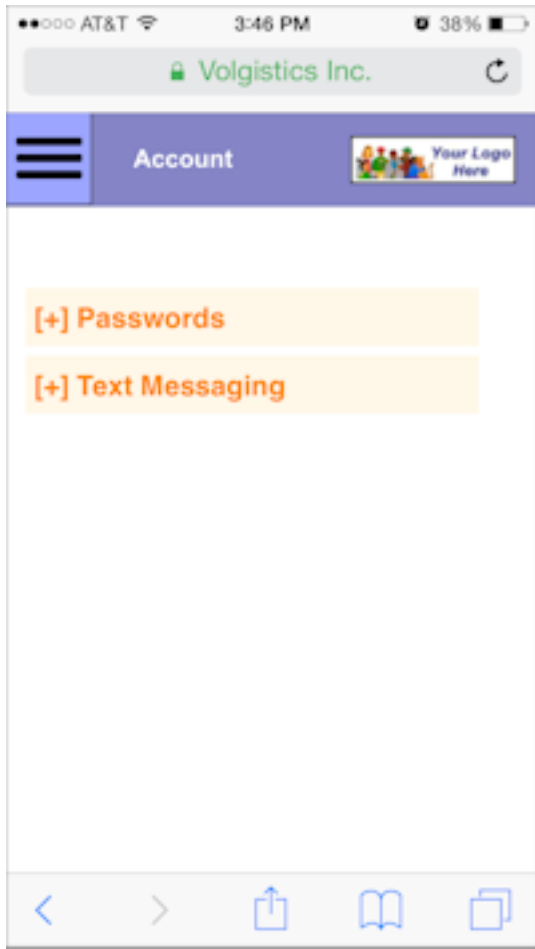 AT&T 3:46 PM 38%
Volgistics Inc.
Account
Your Logo
Here
[+] Passwords
[+] Text Messaging